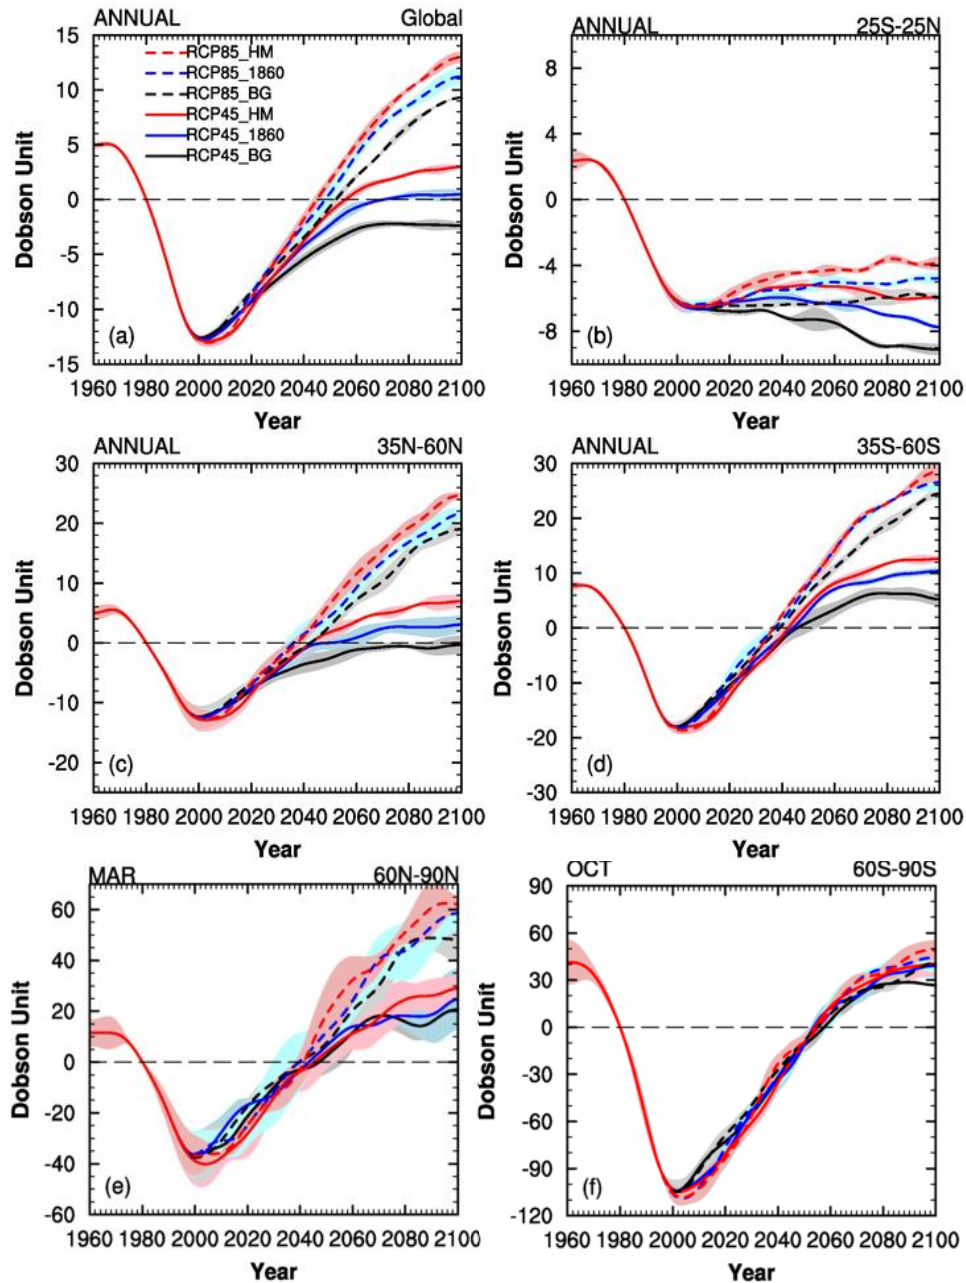 ANNUAL Global
15
10
5
0
-5
-10
-15
Dobson Unit
RCP85_HM
RCP85_1860
RCP85_BG
RCP45_HM
RCP45_1860
RCP45_BG
(a)
1960 1980 2000 2020 2040 2060 2080 2100
Year
ANNUAL 25S-25N
8
4
0
-4
-8
Dobson Unit
(b)
1960 1980 2000 2020 2040 2060 2080 2100
Year
ANNUAL 35N-60N
30
20
10
0
-10
-20
Dobson Unit
(c)
1960 1980 2000 2020 2040 2060 2080 2100
Year
ANNUAL 35S-60S
30
20
10
0
-10
-20
-30
Dobson Unit
(d)
1960 1980 2000 2020 2040 2060 2080 2100
Year
MAR 60N-90N
60
40
20
0
-20
-40
-60
Dobson Unit
(e)
1960 1980 2000 2020 2040 2060 2080 2100
Year
OCT 60S-90S
90
60
30
0
-30
-60
-90
-120
Dobson Unit
(f)
1960 1980 2000 2020 2040 2060 2080 2100
Year